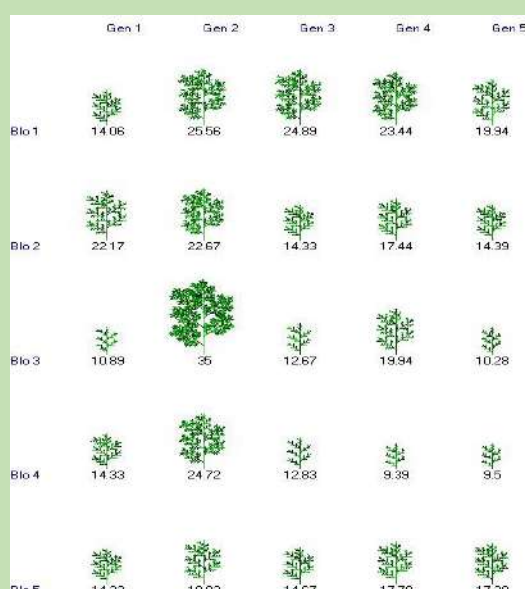 Gen 1 Gen 2 Gen 3 Gen 4 Gen 5
Blo 1 14.06 25.56 24.89 23.44 19.94
Blo 2 22.17 22.67 14.33 17.44 14.39
Blo 3 10.89 35 12.67 19.94 10.28
Blo 4 14.33 24.72 12.83 9.39 9.5
Blo 5